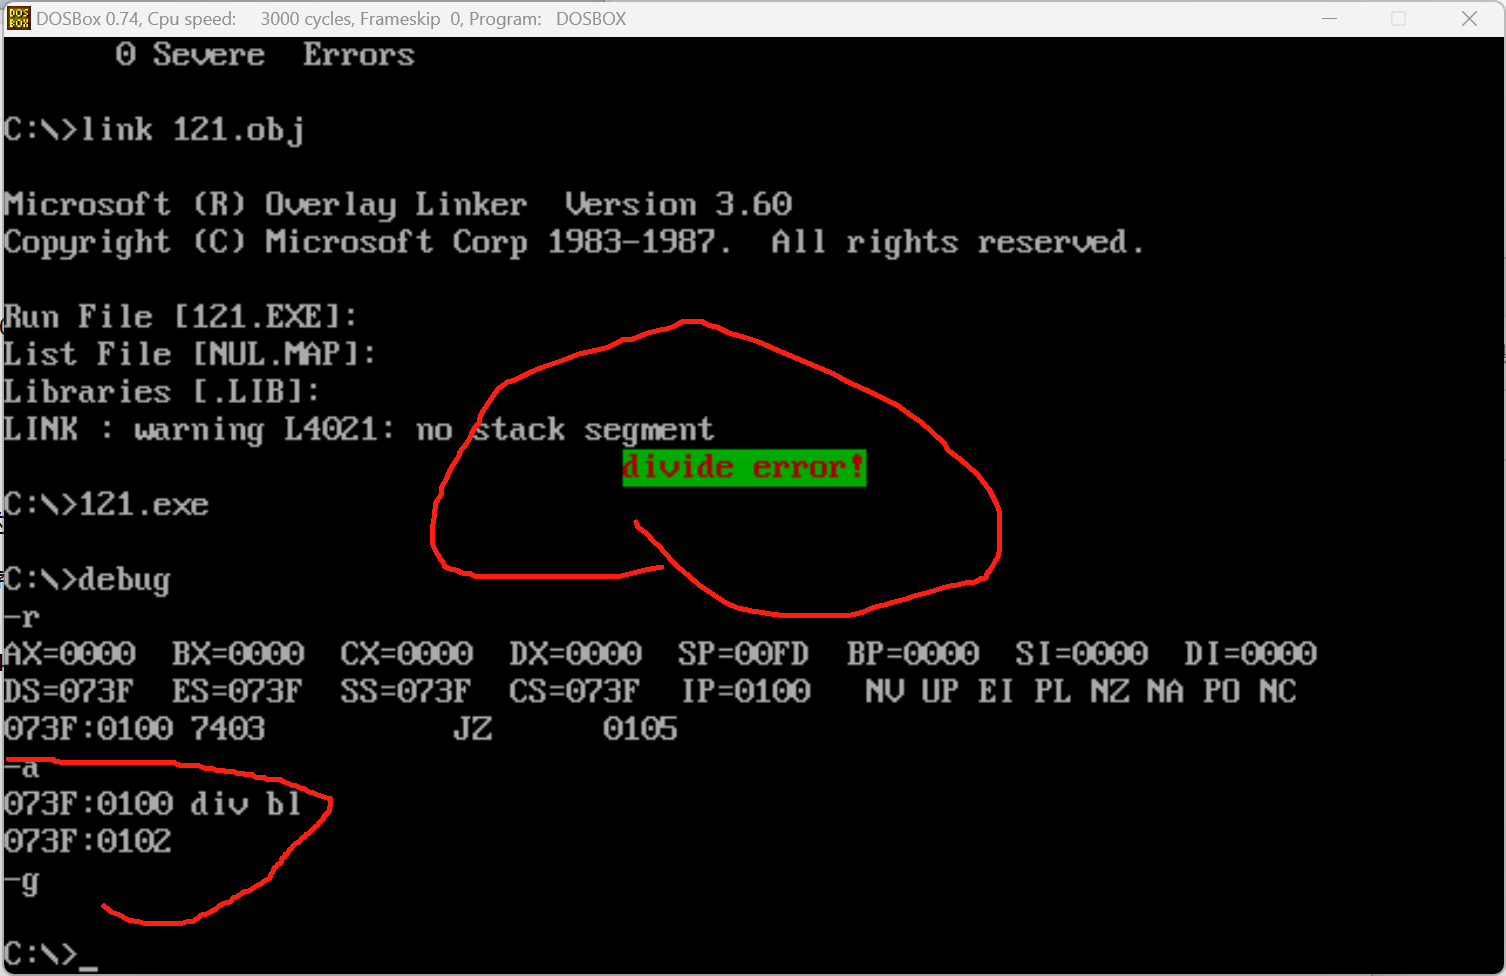 DOS
BOX
DOSBox 0.74, Cpu speed:     3000 cycles, Frameskip  0, Program:   DOSBOX
      0 Severe  Errors
C:\>link 121.obj
Microsoft (R) Overlay Linker  Version 3.60
Copyright (C) Microsoft Corp 1983-1987.  All rights reserved.
Run File [121.EXE]:
List File [NUL.MAP]:
Libraries [.LIB]:
LINK : warning L4021: no stack segment
divide error!
C:\>121.exe
C:\>debug
-r
AX=0000  BX=0000  CX=0000  DX=0000  SP=00FD  BP=0000  SI=0000  DI=0000
DS=073F  ES=073F  SS=073F  CS=073F  IP=0100   NV UP EI PL NZ NA PO NC
073F:0100 7403          JZ      0105
-a
073F:0100 div bl
073F:0102
-g
C:\>_